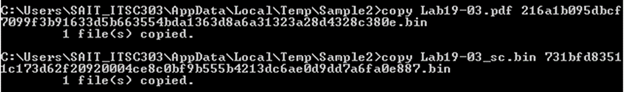 C:\Users\SAIT_ITSC303\AppData\Local\Temp\Sample2>copy Lab19-03.pdf 216a1b095dbcf
7099f3b91633d5b663554bda1363d8a6a31323a28d4328c380e.bin
        1 file(s) copied.
C:\Users\SAIT_ITSC303\AppData\Local\Temp\Sample2>copy Lab19-03_sc.bin 731bfd8351
1c173d62f20920004ce8c0bf9b555b4213dc6ae0d9dd7a6fa0e887.bin
        1 file(s) copied.